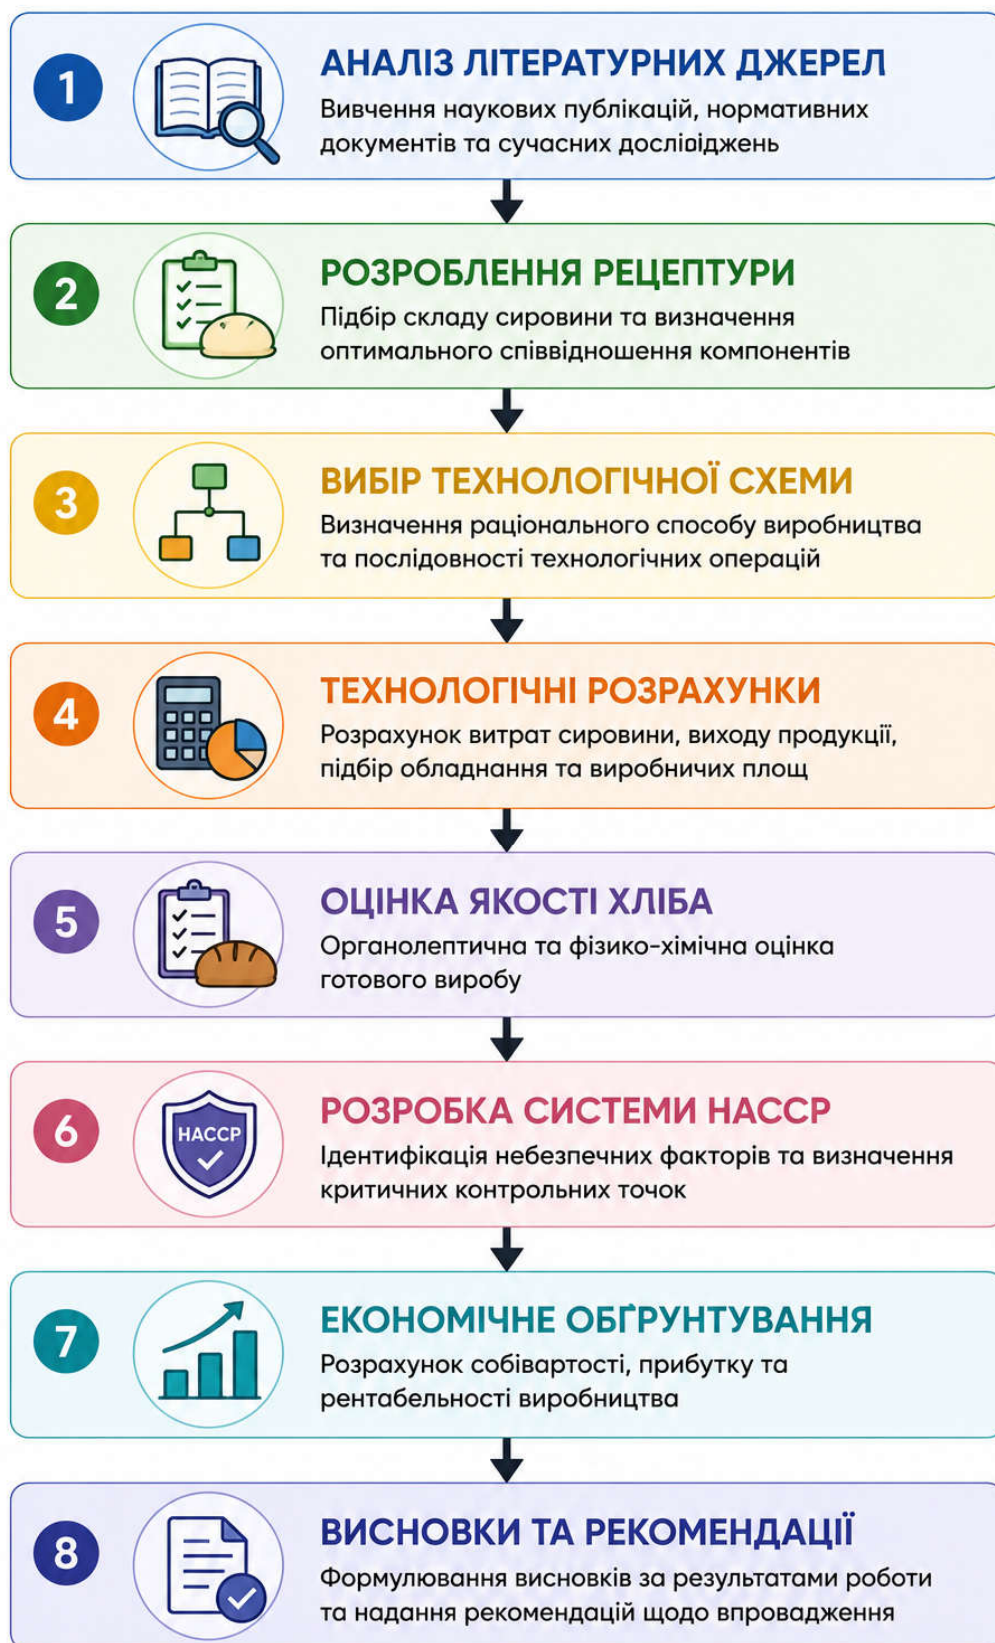 1
АНАЛІЗ ЛІТЕРАТУРНИХ ДЖЕРЕЛ
Вивчення наукових публікацій, нормативних
документів та сучасних дослівіджень
2
РОЗРОБЛЕННЯ РЕЦЕПТУРИ
Підбір складу сировини та визначення
оптимального співвідношення компонентів
3
ВИБІР ТЕХНОЛОГІЧНОЇ СХЕМИ
Визначення раціонального способу виробництва
та послідовності технологічних операцій
4
ТЕХНОЛОГІЧНІ РОЗРАХУНКИ
Розрахунок витрат сировини, виходу продукції,
підбір обладнання та виробничих площ
5
ОЦІНКА ЯКОСТІ ХЛІБА
Органолептична та фізико-хімічна оцінка
готового виробу
6
HACCP
РОЗРОБКА СИСТЕМИ НАССР
Ідентифікація небезпечних факторів та визначення
критичних контрольних точок
7
ЕКОНОМІЧНЕ ОБҐРУНТУВАННЯ
Розрахунок собівартості, прибутку та
рентабельності виробництва
8
ВИСНОВКИ ТА РЕКОМЕНДАЦІЇ
Формулювання висновків за результатами роботи
та надання рекомендацій щодо впровадження